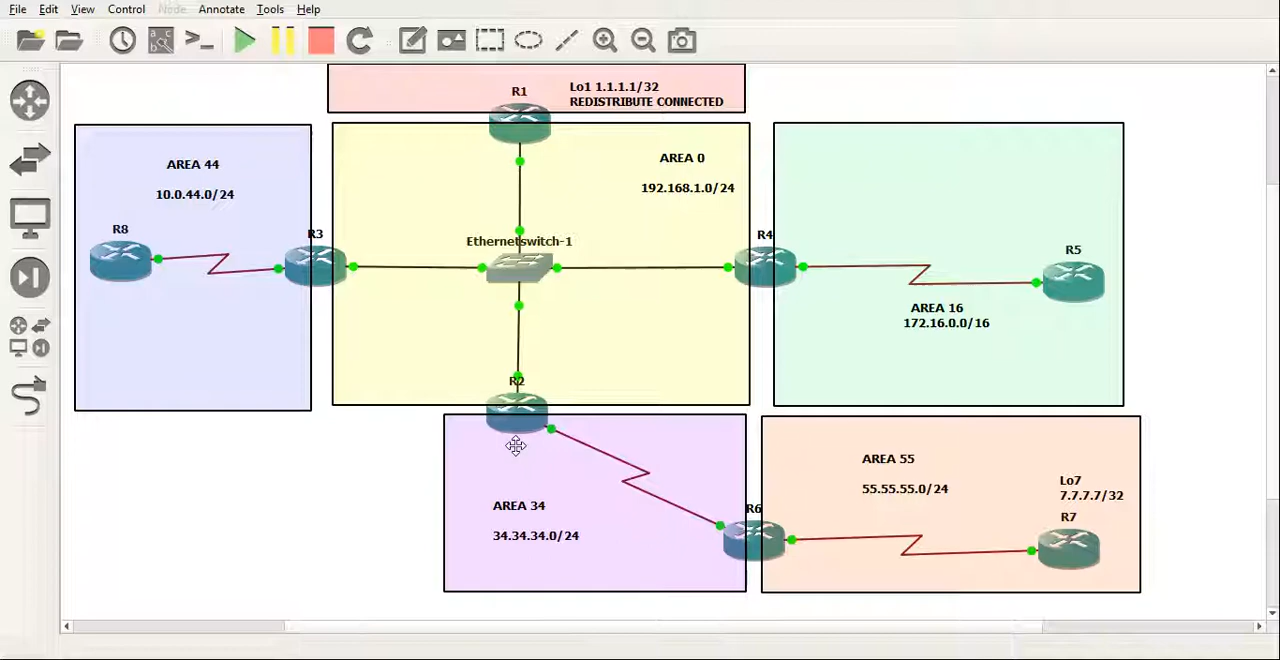 File Edit View Control Node Annotate Tools Help
R1
Lo1 1.1.1.1/32
REDISTRIBUTE CONNECTED
AREA 44
10.0.44.0/24
AREA 0
192.168.1.0/24
R8
R3
Ethernetswitch-1
R4
R5
AREA 16
172.16.0.0/16
R2
AREA 34
34.34.34.0/24
R6
AREA 55
55.55.55.0/24
Lo7
7.7.7.7/32
R7